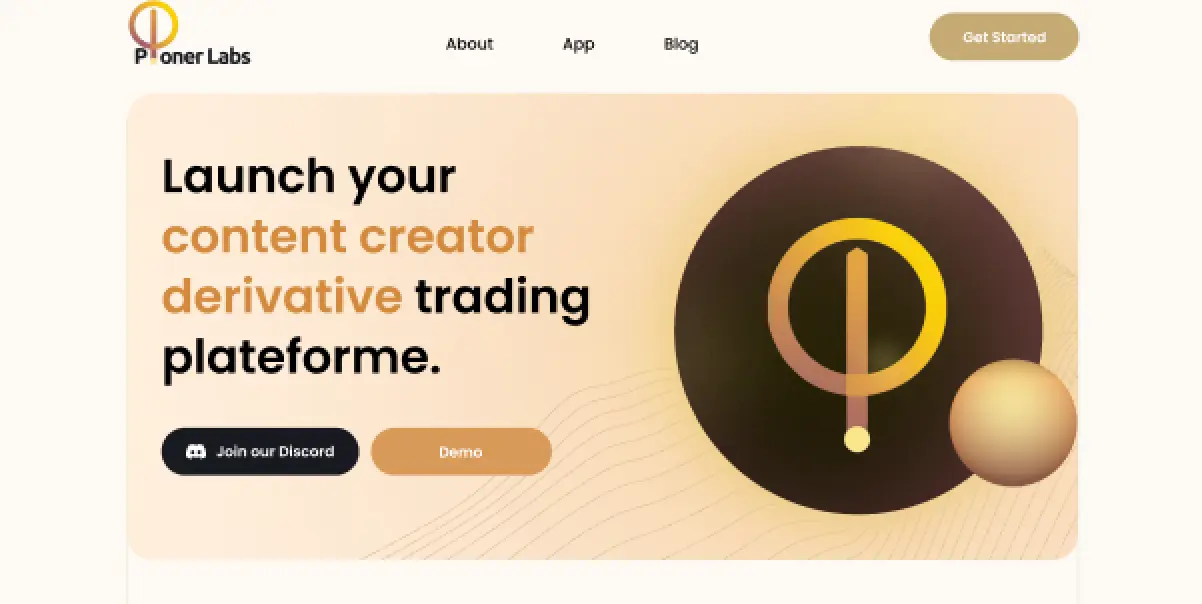 Pioner Labs
About
App
Blog
Get Started
Launch your
content creator
derivative trading
plateforme.
Join our Discord
Demo